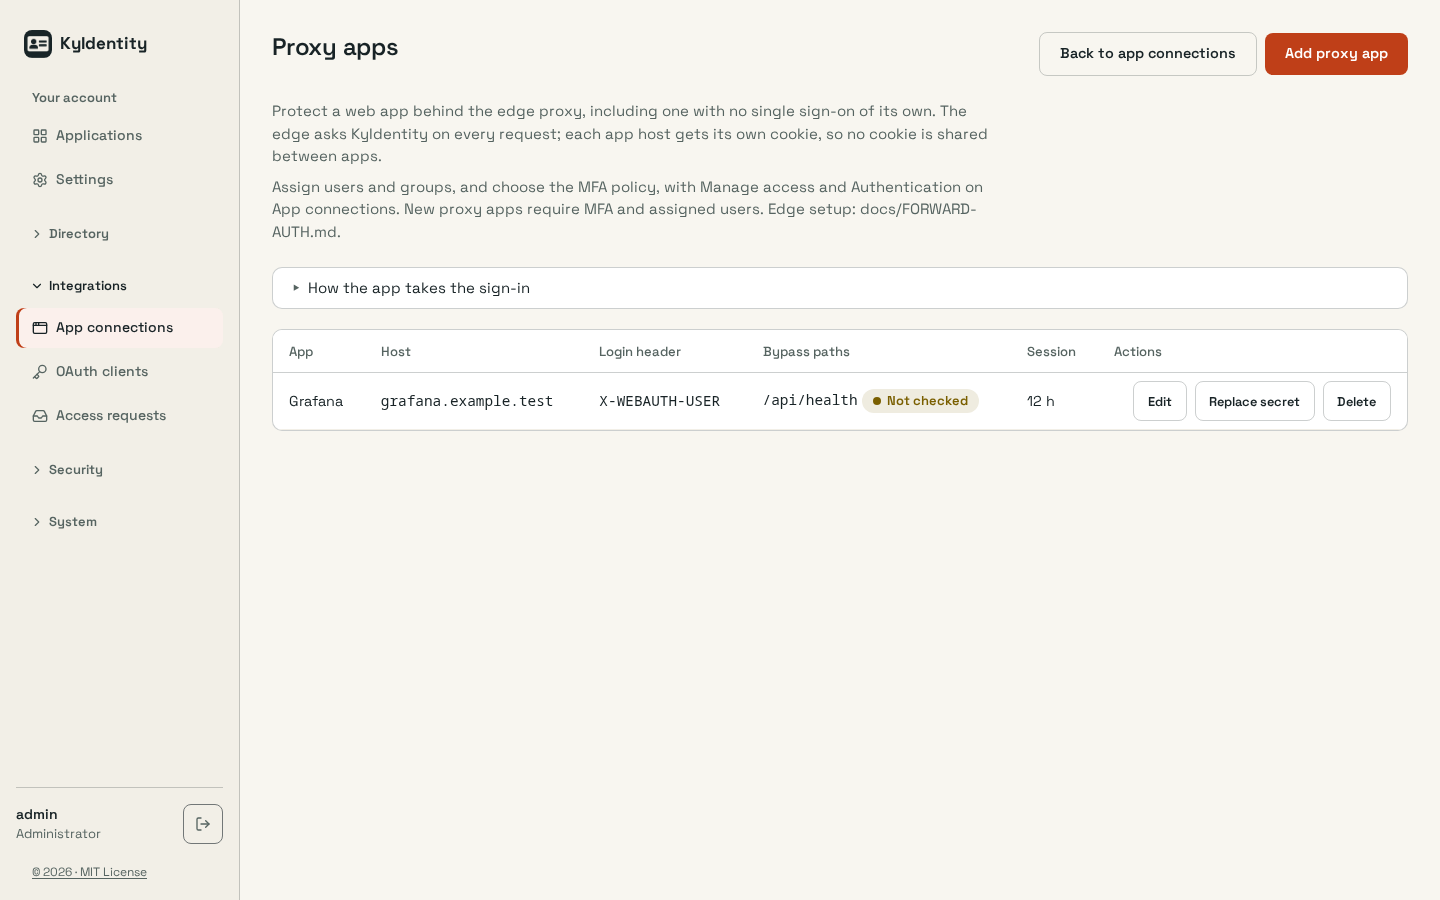 KyIdentity
Your account
Applications
Settings
Directory
Integrations
App connections
OAuth clients
Access requests
Security
System
admin
Administrator
© 2026 · MIT License
Proxy apps
Back to app connections
Add proxy app
Protect a web app behind the edge proxy, including one with no single sign-on of its own. The
edge asks KyIdentity on every request; each app host gets its own cookie, so no cookie is shared
between apps.
Assign users and groups, and choose the MFA policy, with Manage access and Authentication on
App connections. New proxy apps require MFA and assigned users. Edge setup: docs/FORWARD-
AUTH.md.
How the app takes the sign-in
App Host Login header Bypass paths Session Actions
Grafana grafana.example.test X-WEBAUTH-USER /api/health Not checked 12 h Edit Replace secret Delete